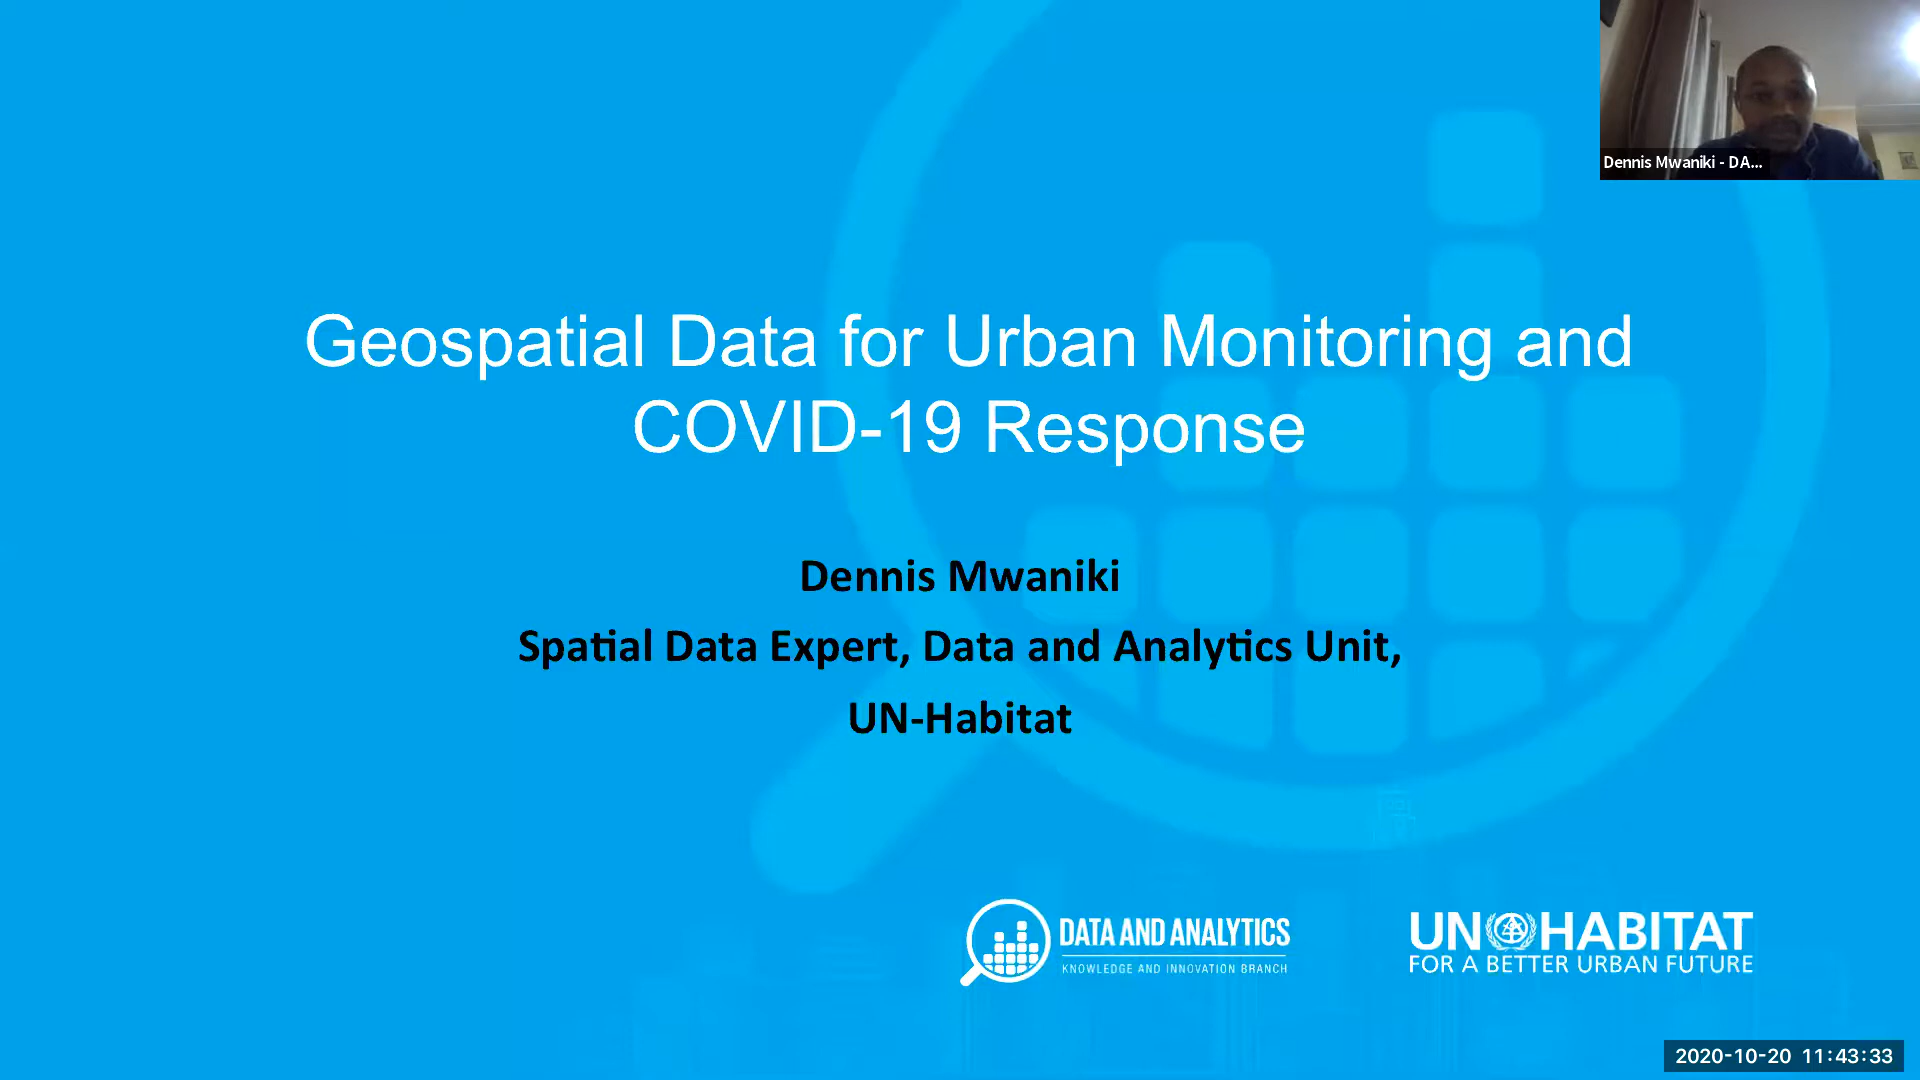 Dennis Mwaniki - DA...
Geospatial Data for Urban Monitoring and
COVID-19 Response
Dennis Mwaniki
Spatial Data Expert, Data and Analytics Unit,
UN-Habitat
DATA AND ANALYTICS
KNOWLEDGE AND INNOVATION BRANCH
UN HABITAT
FOR A BETTER URBAN FUTURE
2020-10-20 11:43:33